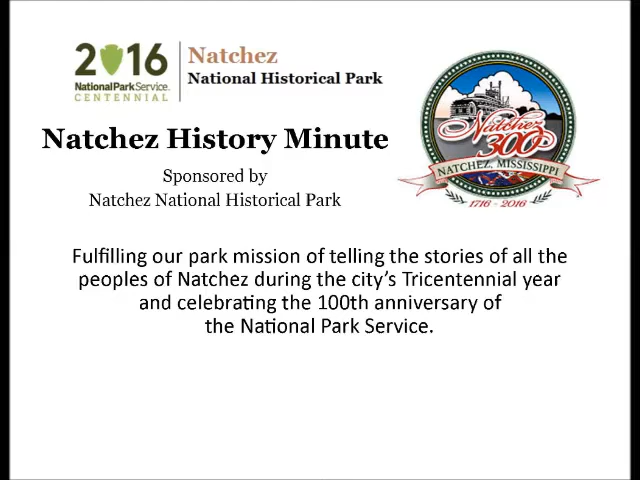 2016
National Park Service
CENTENNIAL
Natchez
National Historical Park
Natchez History Minute
Sponsored by
Natchez National Historical Park
Natchez
300
NATCHEZ, MISSISSIPPI
1716 - 2016
Fulfilling our park mission of telling the stories of all the
peoples of Natchez during the city's Tricentennial year
and celebrating the 100th anniversary of
the National Park Service.